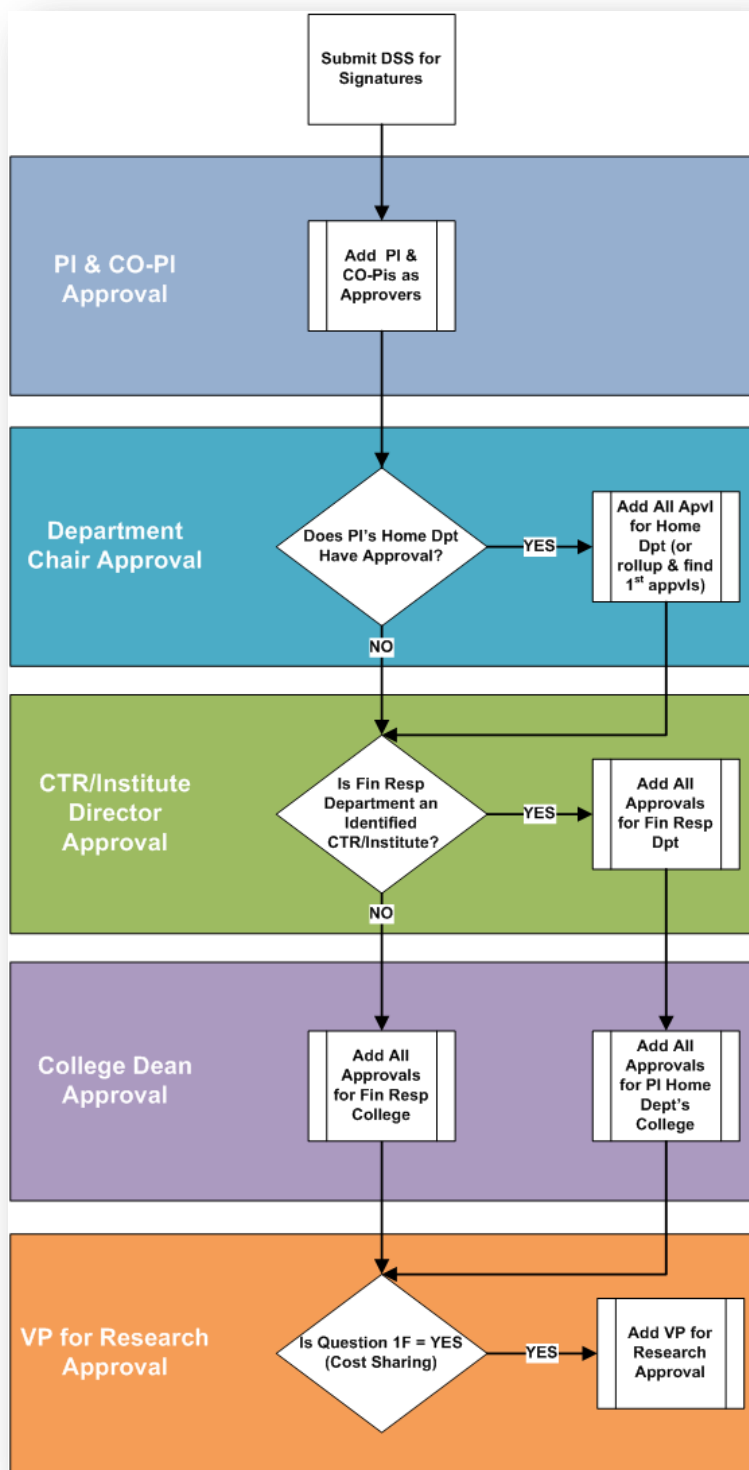 Submit DSS for
Signatures
PI & CO-PI
Approval
Add PI &
CO-Pis as
Approvers
Department
Chair Approval
Does PI's Home Dpt
Have Approval?
YES
Add All Apvl
for Home
Dpt (or
rollup & find
1st appvls)
NO
CTR/Institute
Director
Approval
Is Fin Resp
Department an
Identified
CTR/Institute?
YES
Add All
Approvals
for Fin Resp
Dpt
NO
College Dean
Approval
Add All
Approvals
for Fin Resp
College
Add All
Approvals
for PI Home
Dept's
College
VP for Research
Approval
Is Question 1F = YES
(Cost Sharing)
YES
Add VP for
Research
Approval